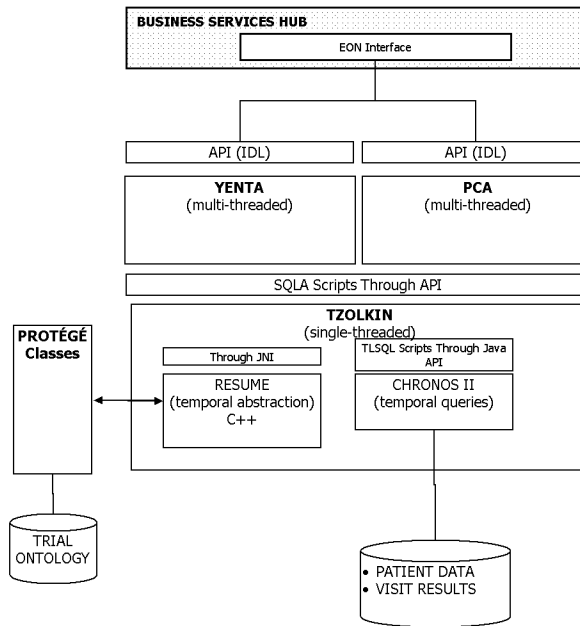 BUSINESS SERVICES HUB
EON Interface
API (IDL)
API (IDL)
YENTA
(multi-threaded)
PCA
(multi-threaded)
SQLA Scripts Through API
TZOLKIN
(single-threaded)
PROTÉGÉ
Classes
Through JNI
TLSQL Scripts Through Java
API
RESUME
(temporal abstraction)
C++
CHRONOS II
(temporal queries)
TRIAL
ONTOLOGY
• PATIENT DATA
• VISIT RESULTS